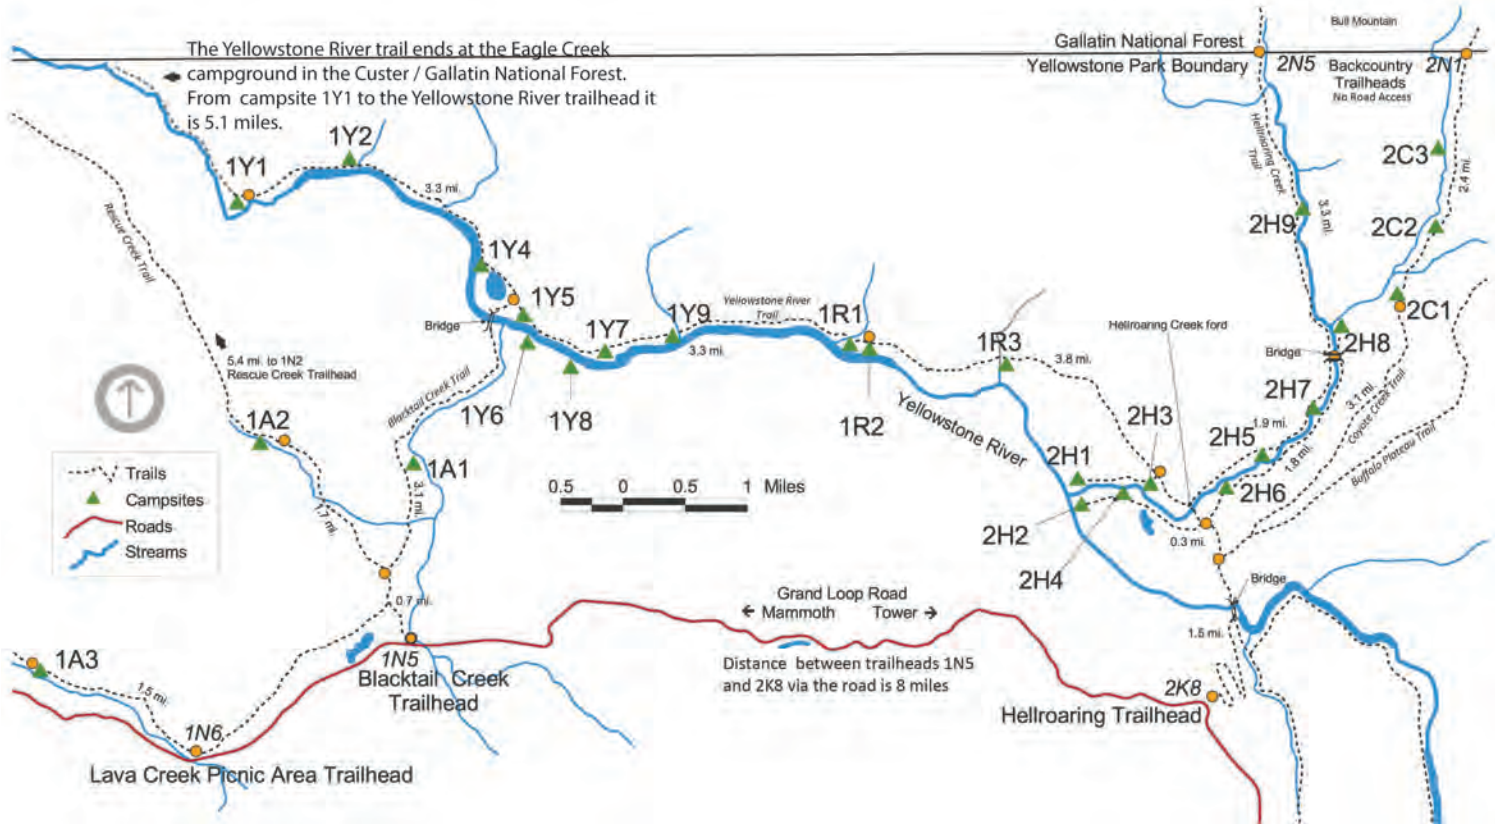 Bull Mountain
Gallatin National Forest
Yellowstone Park Boundary
2N5
Backcountry
Trailheads
No Road Access
2N1
The Yellowstone River trail ends at the Eagle Creek
campground in the Custer / Gallatin National Forest.
From campsite 1Y1 to the Yellowstone River trailhead it
is 5.1 miles.
1Y2
1Y1
3.3 mi.
Rescue Creek Trail
Hellroaring Creek
Trail
2C3
2.4 mi.
2H9
3.3 mi.
2C2
1Y4
1Y5
Bridge
1Y7
1Y9
Yellowstone River
Trail
3.3 mi.
1R1
1R3
3.8 mi.
Hellroaring Creek ford
2C1
2H8
Bridge
5.4 mi. to 1N2
Rescue Creek Trailhead
Blacktail Creek Trail
1Y6
1Y8
1R2
Yellowstone River
2H7
1.9 mi.
3.1 mi.
Coyote Creek Trail
1A2
2H3
2H5
1.8 mi.
Buffalo Plateau Trail
1A1
3.1 mi.
2H1
2H6
Trails
Campsites
Roads
Streams
0.5 0 0.5 1 Miles
1.7 mi.
2H2
2H4
0.3 mi.
Bridge
0.7 mi.
Grand Loop Road
Mammoth Tower
1.5 mi.
1A3
1.5 mi.
1N5
Blacktail Creek
Trailhead
Distance between trailheads 1N5
and 2K8 via the road is 8 miles
2K8
Hellroaring Trailhead
1N6
Lava Creek Picnic Area Trailhead